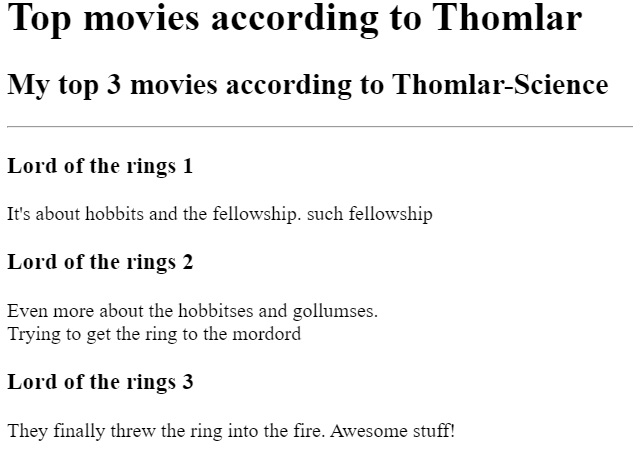 Top movies according to Thomlar
My top 3 movies according to Thomlar-Science
Lord of the rings 1
It's about hobbits and the fellowship. such fellowship
Lord of the rings 2
Even more about the hobbitses and gollumses.
Trying to get the ring to the mordord
Lord of the rings 3
They finally threw the ring into the fire. Awesome stuff!